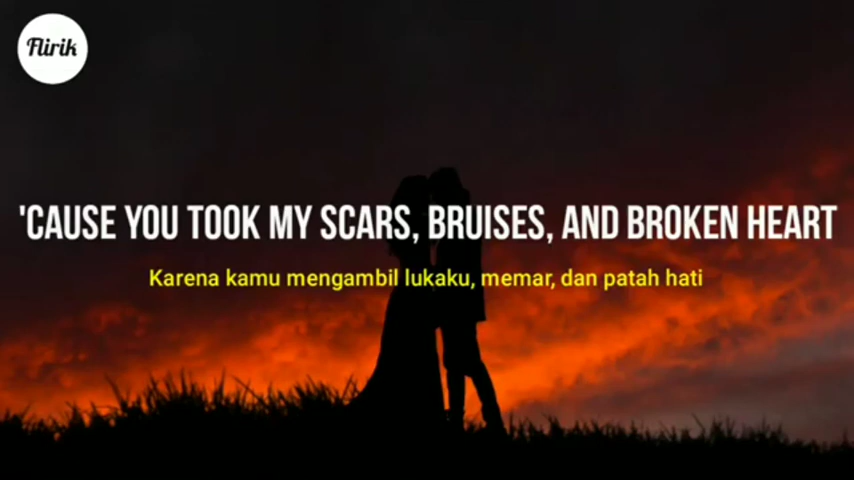 Flirik
'CAUSE YOU TOOK MY SCARS, BRUISES, AND BROKEN HEART
Karena kamu mengambil lukaku, memar, dan patah hati